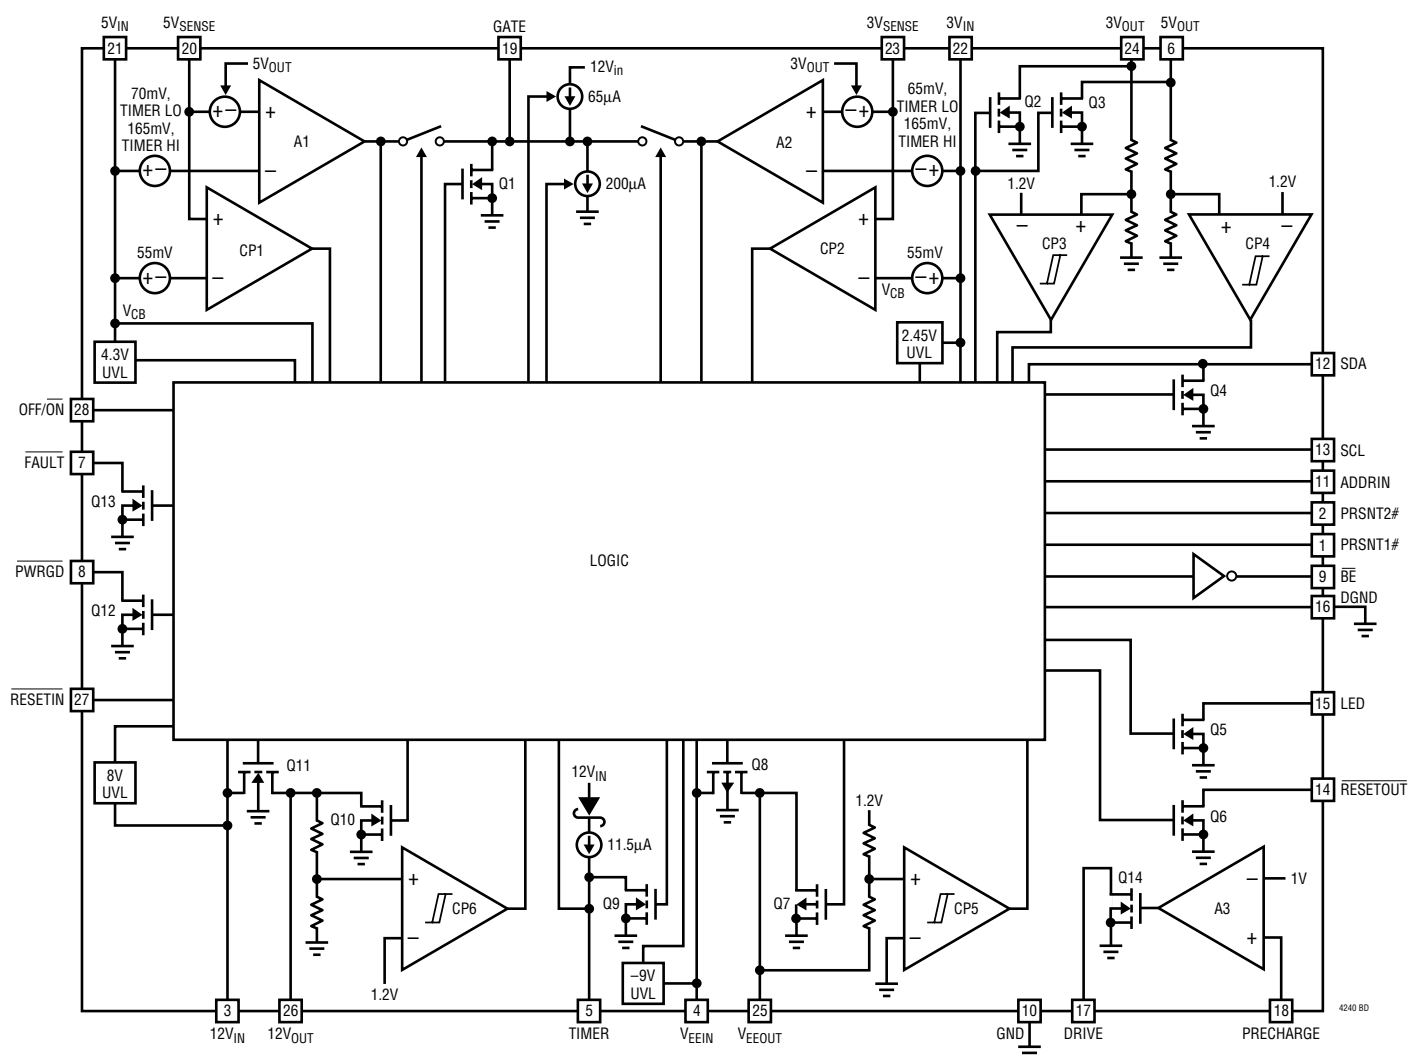 5VIN
5VSENSE
GATE
3VSENSE
3VIN
3VOUT
5VOUT
21
20
19
23
22
24
6
5VOUT
12Vin
3VOUT
70mV,
TIMER LO
165mV,
TIMER HI
+−
+
A1
−
+−
65µA
Q1
200µA
+
A2
−
−+
65mV,
TIMER LO
165mV,
TIMER HI
−+
Q2
Q3
1.2V
1.2V
−
+
CP3
+
−
CP4
55mV
+−
+
CP1
−
VCB
+
CP2
−
55mV
−+
VCB
4.3V
UVL
2.45V
UVL
12
SDA
Q4
OFF/ON
28
FAULT
7
Q13
PWRGD
8
Q12
RESETIN
27
LOGIC
13
SCL
11
ADDRIN
2
PRSNT2#
1
PRSNT1#
9
BE
16
DGND
15
LED
Q5
14
RESETOUT
Q6
8V
UVL
Q11
Q10
+
CP6
−
1.2V
12VIN
11.5µA
Q9
−9V
UVL
Q8
Q7
1.2V
+
CP5
−
Q14
−
1V
A3
+
3
26
5
4
25
10
17
18
12VIN
12VOUT
TIMER
VEEIN
VEEOUT
GND
DRIVE
PRECHARGE
4240 BD